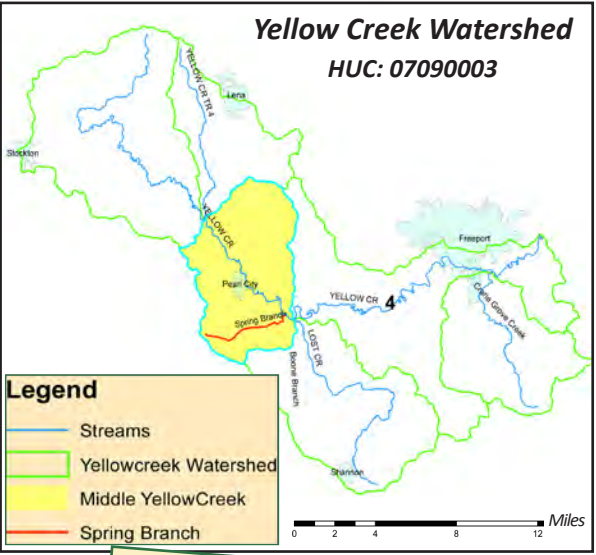 Yellow Creek Watershed
HUC: 07090003
YELLOW CR TR 4
Lena
Stockton
YELLOW CR
Freeport
Pearl City
YELLOW CR 4
Crane Grove Creek
Spring Branch
LOST CR
Boone Branch
Shannon
Legend
Streams
Yellowcreek Watershed
Middle YellowCreek
Spring Branch
Miles
0 2 4 8 12